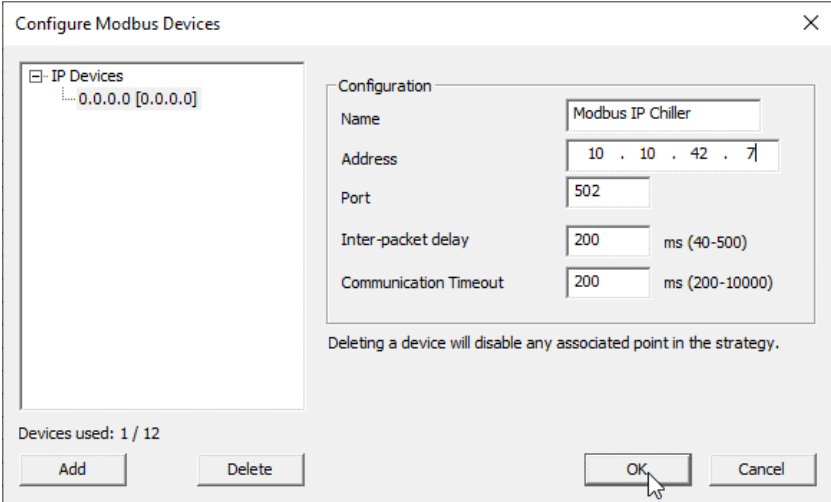 Configure Modbus Devices
IP Devices
0.0.0.0 [0.0.0.0]
Configuration
Name Modbus IP Chiller
Address 10 . 10 . 42 . 7
Port 502
Inter-packet delay 200 ms (40-500)
Communication Timeout 200 ms (200-10000)
Deleting a device will disable any associated point in the strategy.
Devices used: 1 / 12
Add Delete OK Cancel